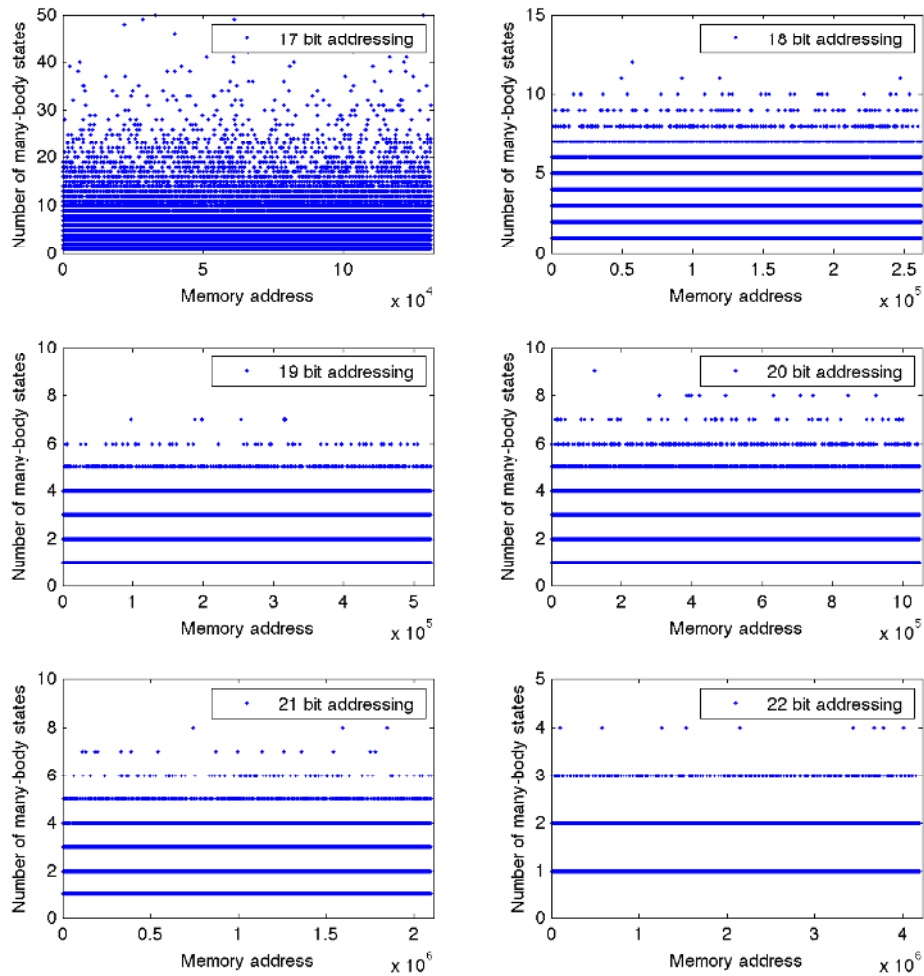 50
40
30
20
10
0
Number of many-body states
17 bit addressing
0 5 10
Memory address
x 10^4
15
10
5
0
Number of many-body states
18 bit addressing
0 0.5 1 1.5 2 2.5
Memory address
x 10^5
10
8
6
4
2
0
Number of many-body states
19 bit addressing
0 1 2 3 4 5
Memory address
x 10^5
10
8
6
4
2
0
Number of many-body states
20 bit addressing
0 2 4 6 8 10
Memory address
x 10^5
10
8
6
4
2
0
Number of many-body states
21 bit addressing
0 0.5 1 1.5 2
Memory address
x 10^6
5
4
3
2
1
0
Number of many-body states
22 bit addressing
0 1 2 3 4
Memory address
x 10^6